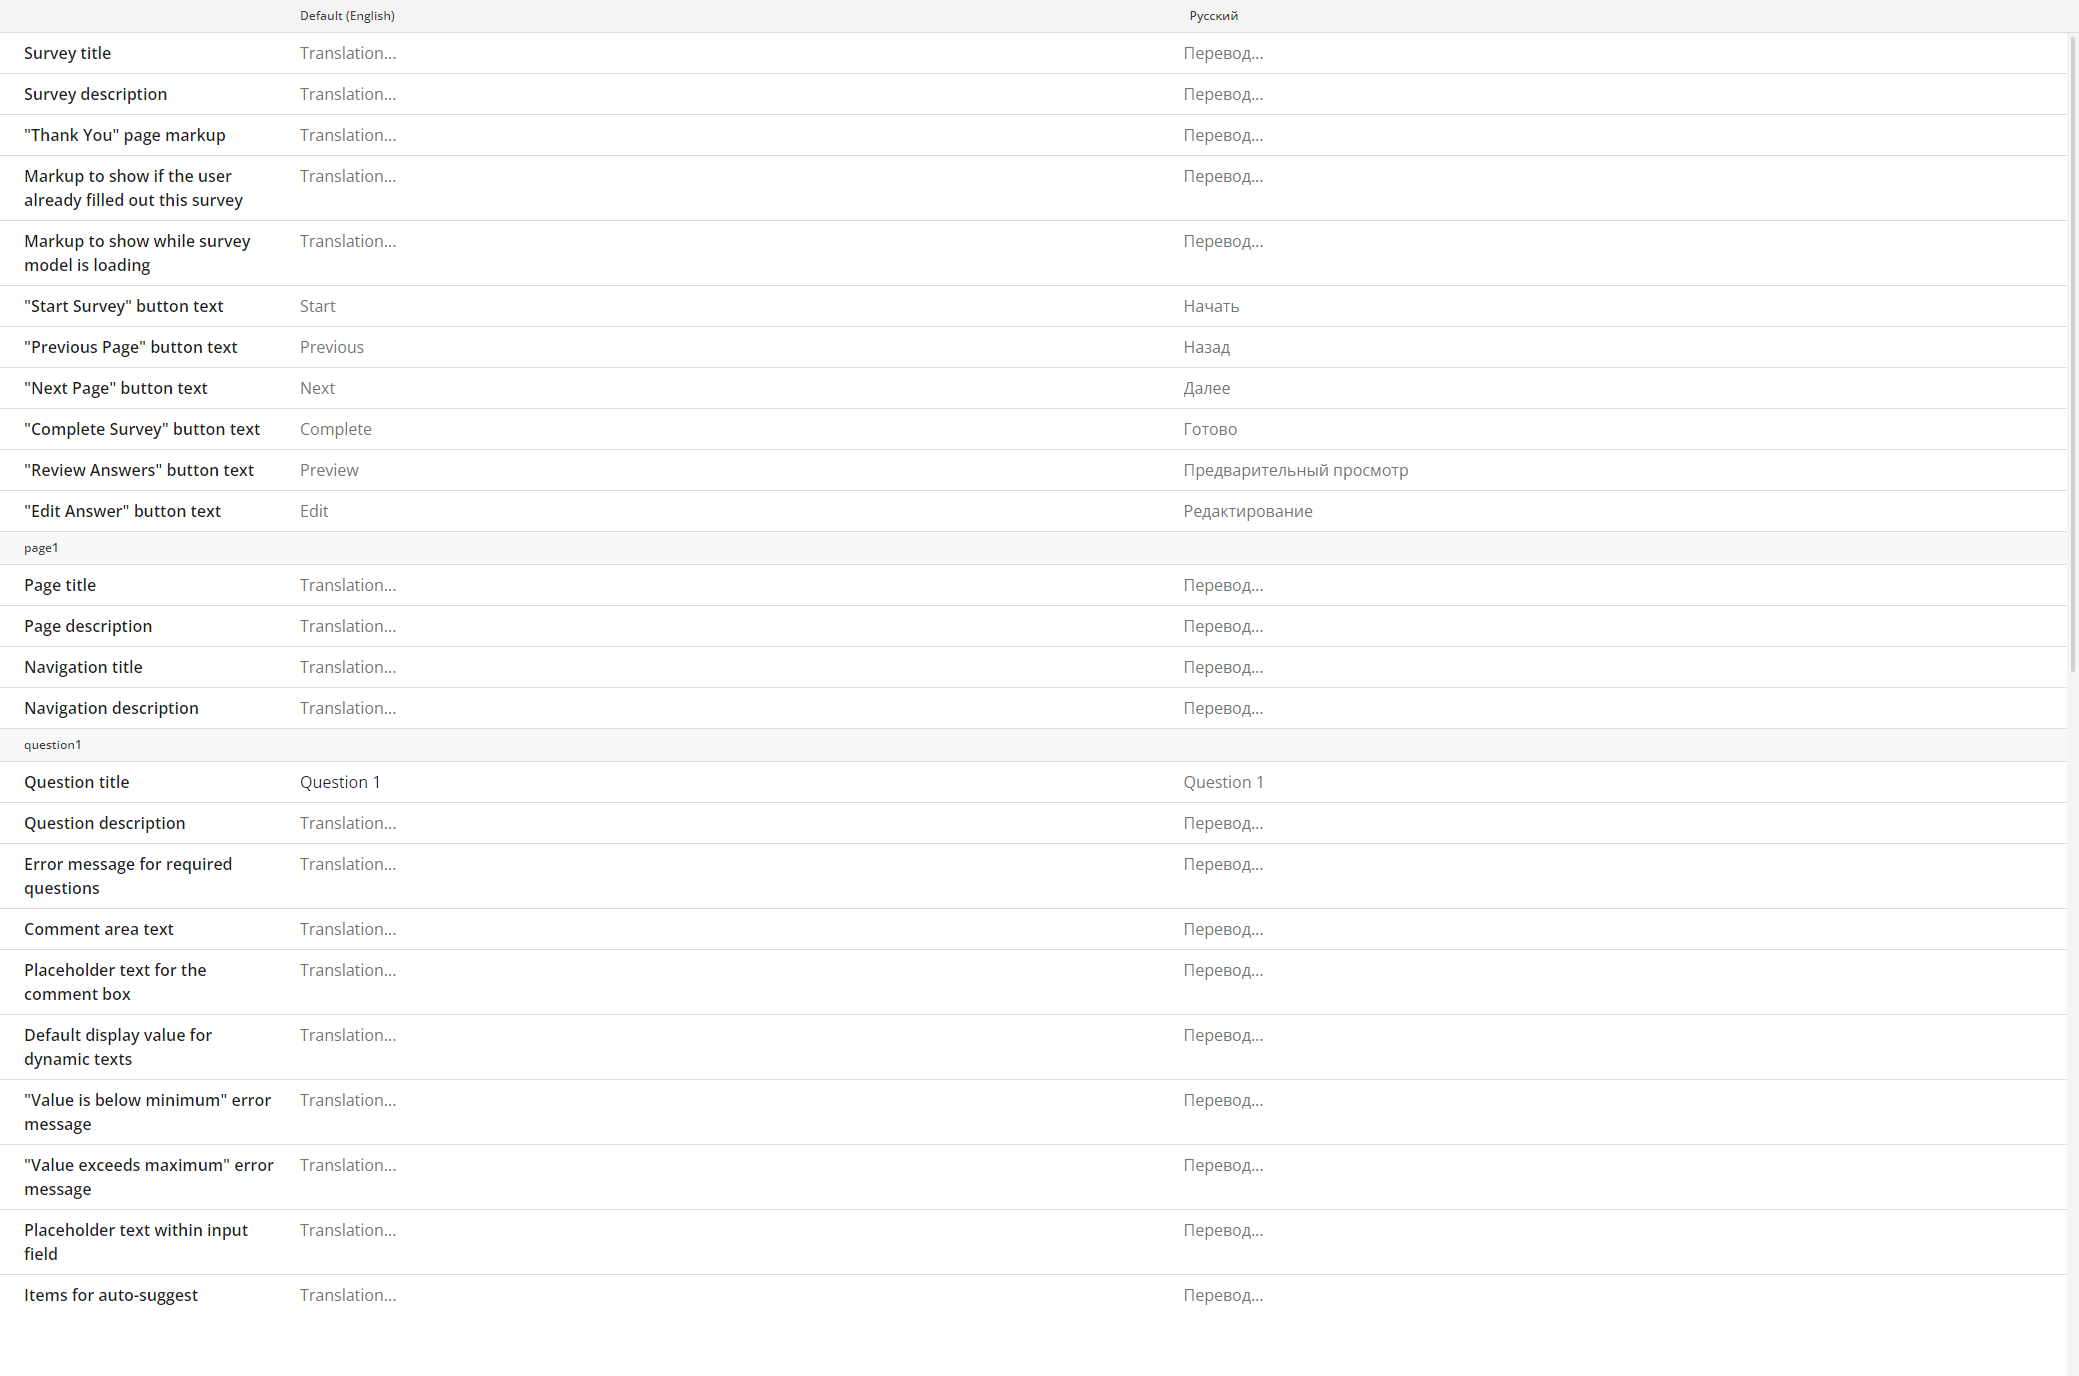 Default (English) Русский
Survey title Translation... Перевод...
Survey description Translation... Перевод...
"Thank You" page markup Translation... Перевод...
Markup to show if the user Translation... Перевод...
already filled out this survey
Markup to show while survey Translation... Перевод...
model is loading
"Start Survey" button text Start Начать
"Previous Page" button text Previous Назад
"Next Page" button text Next Далее
"Complete Survey" button text Complete Готово
"Review Answers" button text Preview Предварительный просмотр
"Edit Answer" button text Edit Редактирование
page1
Page title Translation... Перевод...
Page description Translation... Перевод...
Navigation title Translation... Перевод...
Navigation description Translation... Перевод...
question1
Question title Question 1 Question 1
Question description Translation... Перевод...
Error message for required Translation... Перевод...
questions
Comment area text Translation... Перевод...
Placeholder text for the Translation... Перевод...
comment box
Default display value for Translation... Перевод...
dynamic texts
"Value is below minimum" error Translation... Перевод...
message
"Value exceeds maximum" error Translation... Перевод...
message
Placeholder text within input Translation... Перевод...
field
Items for auto-suggest Translation... Перевод...